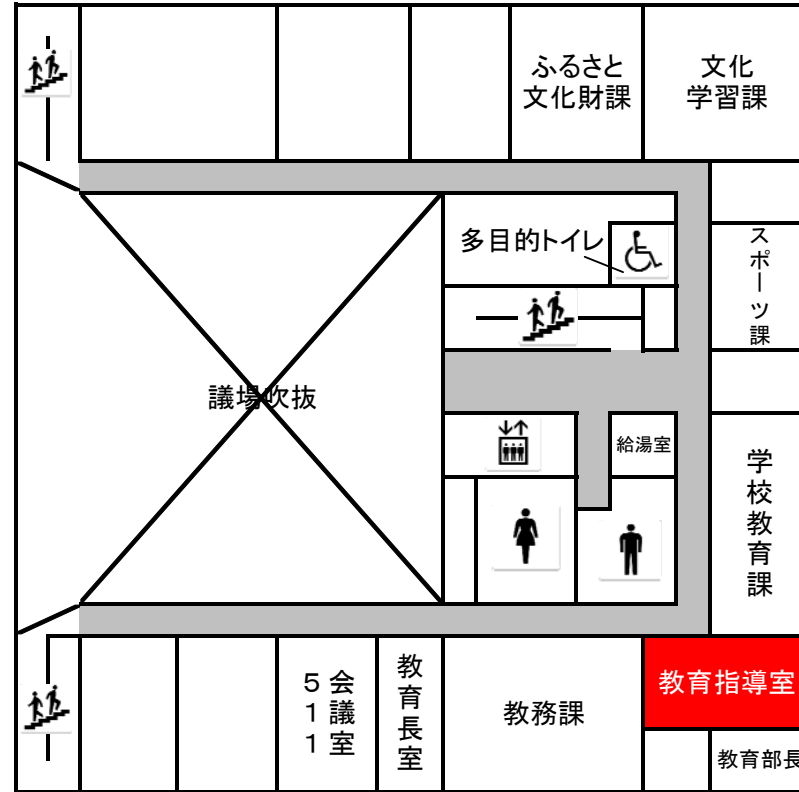 ふるさと
文化財課
文化
学習課
多目的トイレ
スポーツ課
議場吹抜
給湯室
学校教育課
会議室
511
教育長室
教務課
教育指導室
教育部長